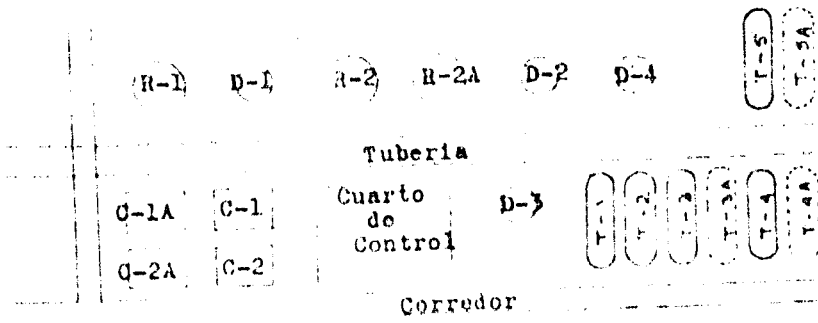 R-1 D-1 R-2 R-2A D-2 D-4 T-5 T-5A
Tuberia
C-1A C-1 Cuarto de Control D-3 T-1 T-2 T-3 T-3A T-4 T-4A
C-2A C-2
Corredor